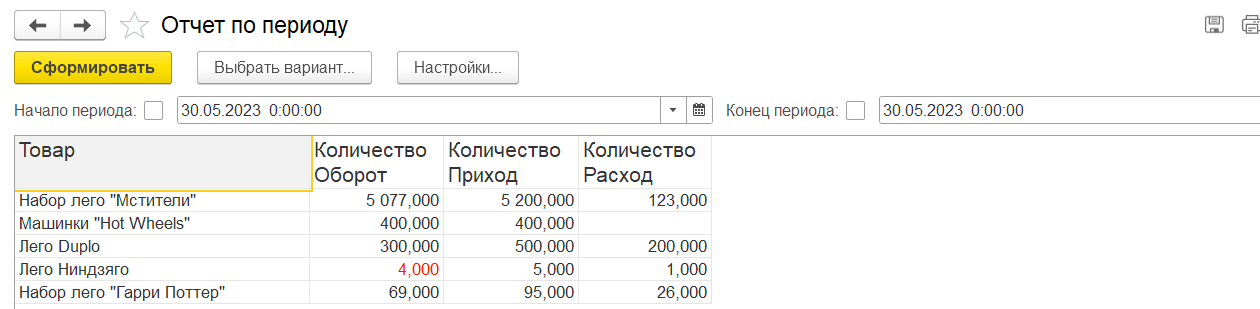 Отчет по периоду
Сформировать Выбрать вариант... Настройки...
Начало периода: 30.05.2023 0:00:00 Конец периода: 30.05.2023 0:00:00
Товар Количество Оборот Количество Приход Количество Расход
Набор лего "Мстители" 5 077,000 5 200,000 123,000
Машинки "Hot Wheels" 400,000 400,000
Лего Duplo 300,000 500,000 200,000
Лего Ниндзяго 4,000 5,000 1,000
Набор лего "Гарри Поттер" 69,000 95,000 26,000